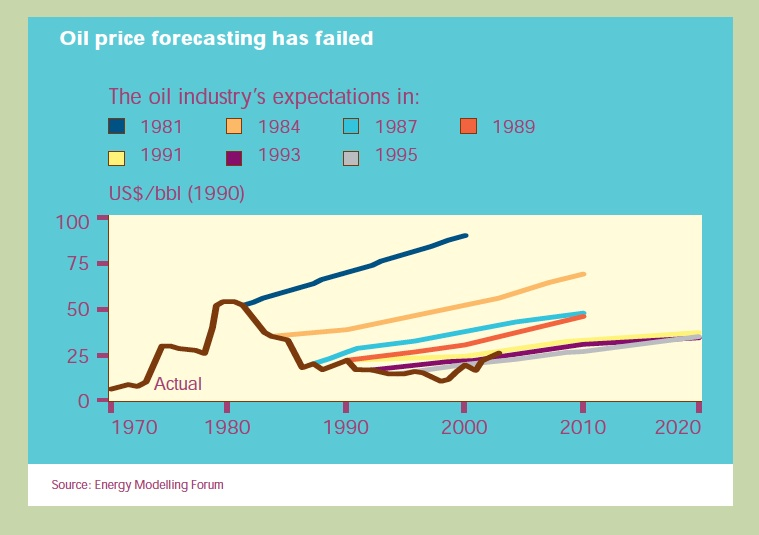 Oil price forecasting has failed
The oil industry's expectations in:
1981 1984 1987 1989
1991 1993 1995
US$/bbl (1990)
100
75
50
25
0
Actual
1970 1980 1990 2000 2010 2020
Source: Energy Modelling Forum